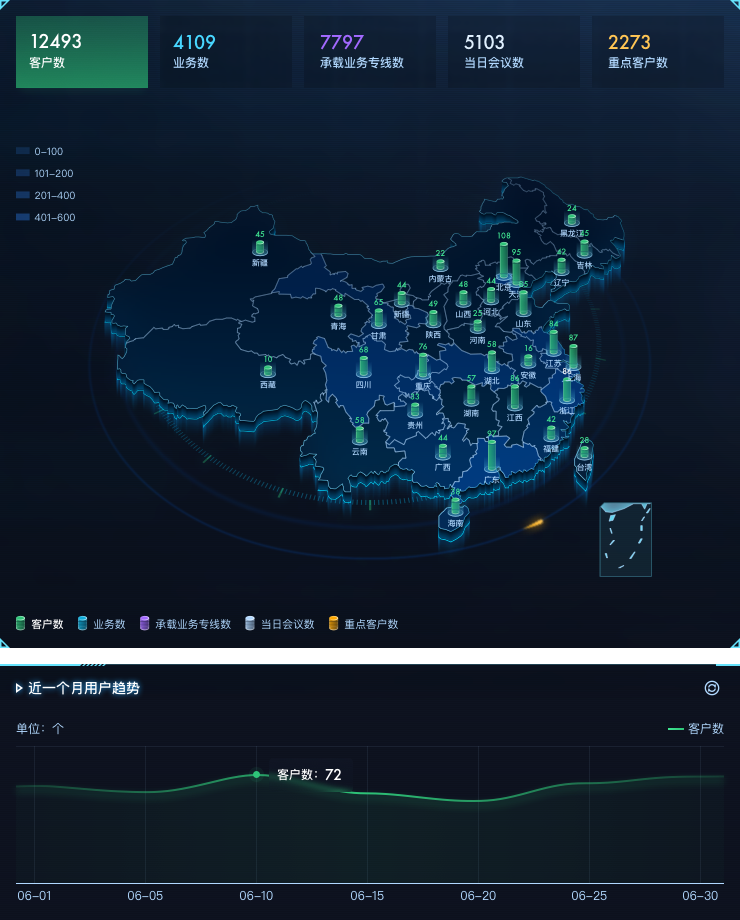 12493
客户数
4109
业务数
7797
承载业务专线数
5103
当日会议数
2273
重点客户数
0–100
101–200
201–400
401–600
45
新疆
24
黑龙江
吉林
42
辽宁
108
北京
95
22
内蒙古
44
新疆
48
山西
44
河北
山东
48
青海
甘肃
49
陕西
河南
84
江苏
87
上海
68
四川
76
重庆
58
湖北
16
安徽
86
浙江
10
西藏
57
湖南
江西
贵州
58
云南
44
广西
97
广东
42
福建
台湾
海南
客户数
业务数
承载业务专线数
当日会议数
重点客户数
近一个月用户趋势
单位：个
客户数
客户数：72
06–01
06–05
06–10
06–15
06–20
06–25
06–30